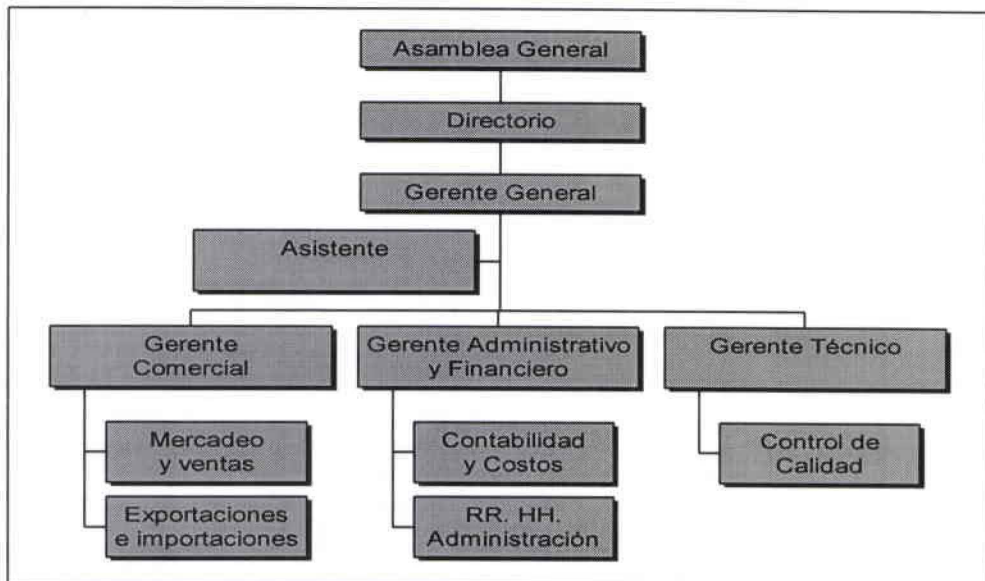 Asamblea General
Directorio
Gerente General
Asistente
Gerente
Comercial
Gerente Administrativo
y Financiero
Gerente Técnico
Mercadeo
y ventas
Contabilidad
y Costos
Control de
Calidad
Exportaciones
e importaciones
RR. HH.
Administración